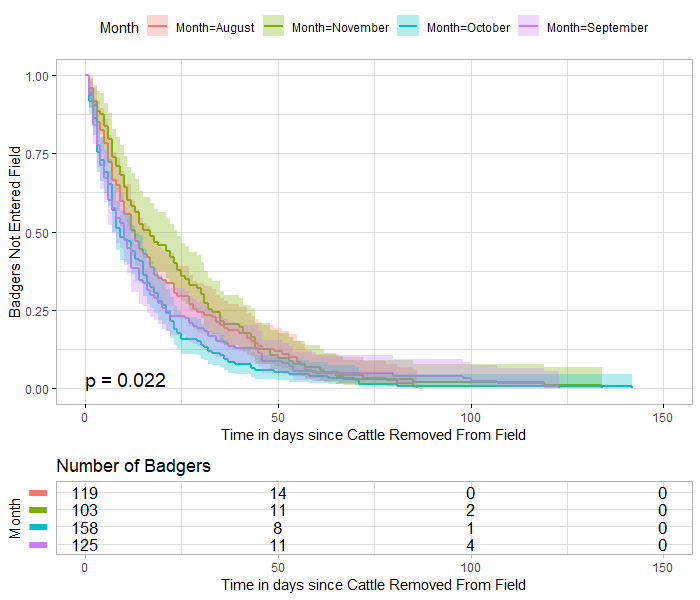 Month Month=August Month=November Month=October Month=September
1.00
0.75
0.50
0.25
0.00
Badgers Not Entered Field
p = 0.022
0 50 100 150
Time in days since Cattle Removed From Field
Number of Badgers
Month
119 14 0 0
103 11 2 0
158 8 1 0
125 11 4 0
0 50 100 150
Time in days since Cattle Removed From Field